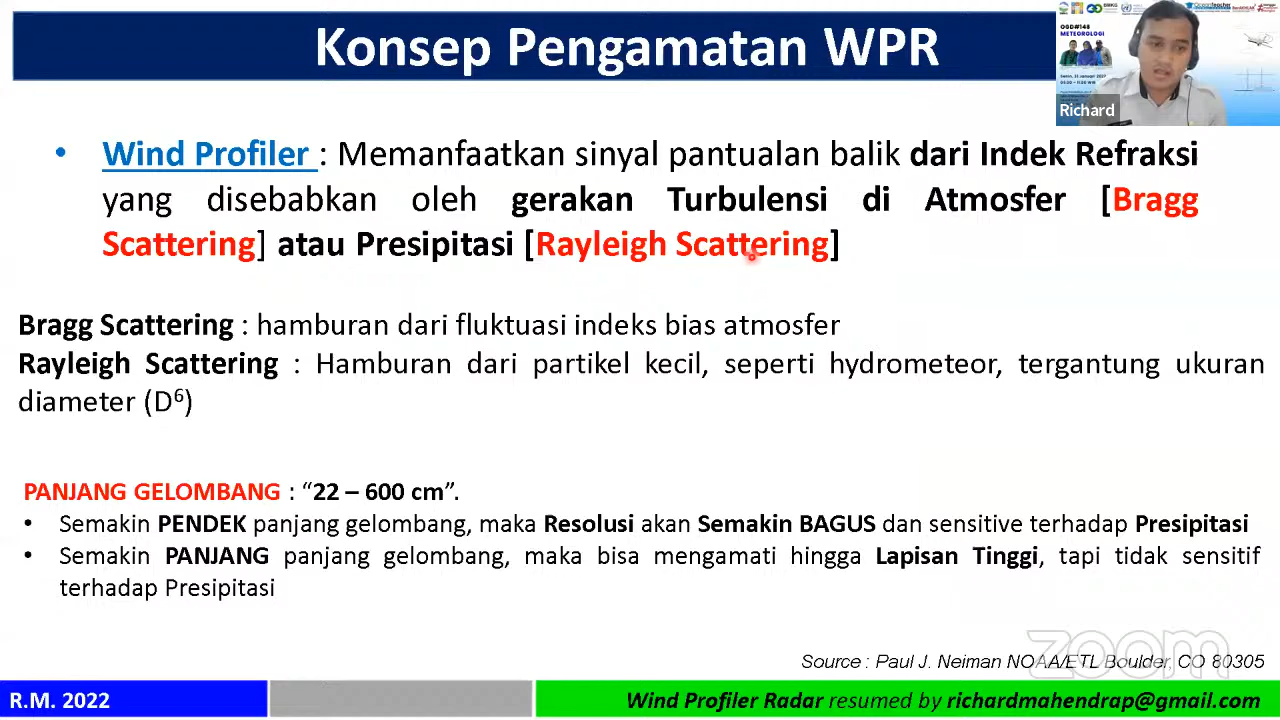 Konsep Pengamatan WPR
OGD#148
METEOROLOGI
Richard
• Wind Profiler : Memanfaatkan sinyal pantualan balik dari Indek Refraksi
yang disebabkan oleh gerakan Turbulensi di Atmosfer [Bragg
Scattering] atau Presipitasi [Rayleigh Scattering]
Bragg Scattering : hamburan dari fluktuasi indeks bias atmosfer
Rayleigh Scattering : Hamburan dari partikel kecil, seperti hydrometeor, tergantung ukuran
diameter (D⁶)
PANJANG GELOMBANG : “22 – 600 cm”.
• Semakin PENDEK panjang gelombang, maka Resolusi akan Semakin BAGUS dan sensitive terhadap Presipitasi
• Semakin PANJANG panjang gelombang, maka bisa mengamati hingga Lapisan Tinggi, tapi tidak sensitif
terhadap Presipitasi
zoom
Source : Paul J. Neiman NOAA/ETL Boulder, CO 80305
R.M. 2022
Wind Profiler Radar resumed by richardmahendrap@gmail.com